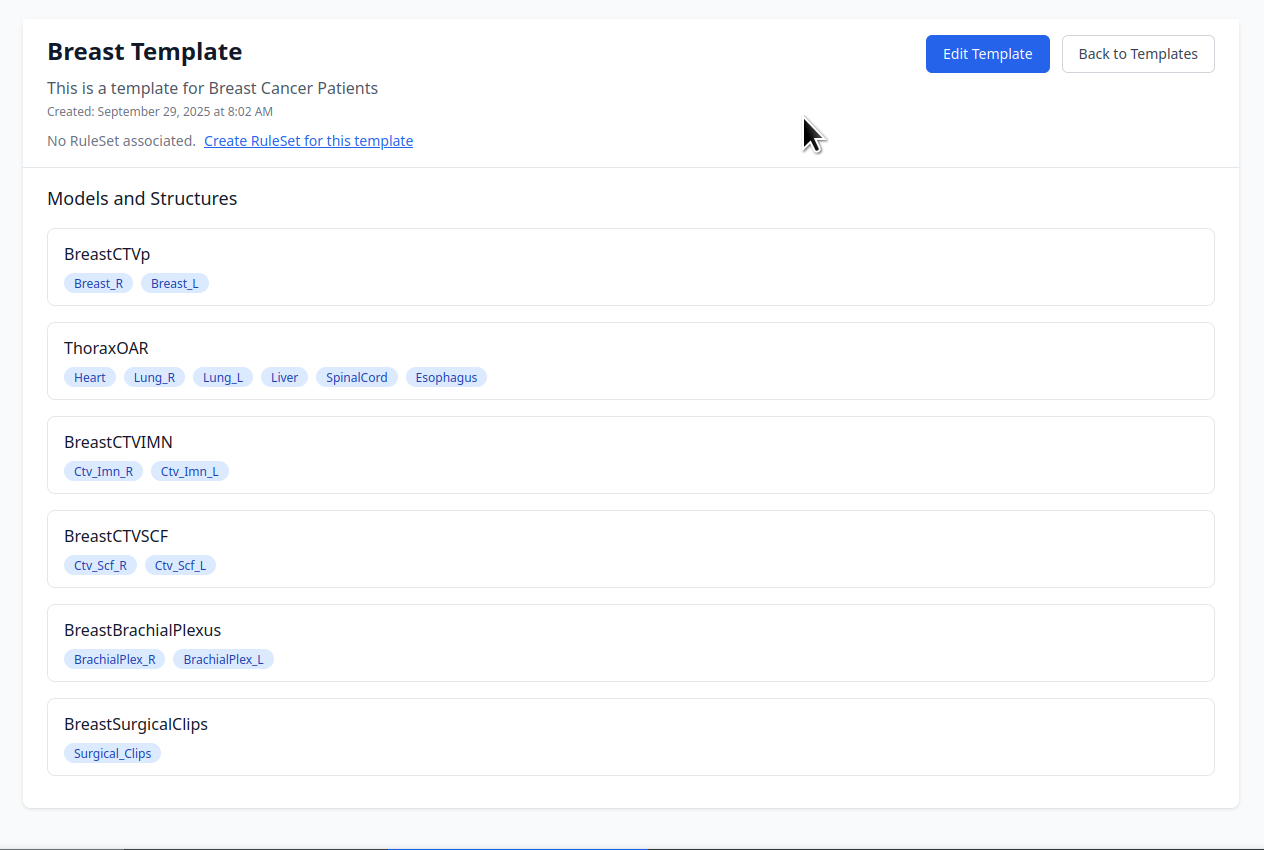 Breast Template
Edit Template
Back to Templates
This is a template for Breast Cancer Patients
Created: September 29, 2025 at 8:02 AM
No RuleSet associated. Create RuleSet for this template
Models and Structures
BreastCTVp
Breast_R Breast_L
ThoraxOAR
Heart Lung_R Lung_L Liver SpinalCord Esophagus
BreastCTVIMN
Ctv_Imn_R Ctv_Imn_L
BreastCTVSCF
Ctv_Scf_R Ctv_Scf_L
BreastBrachialPlexus
BrachialPlex_R BrachialPlex_L
BreastSurgicalClips
Surgical_Clips